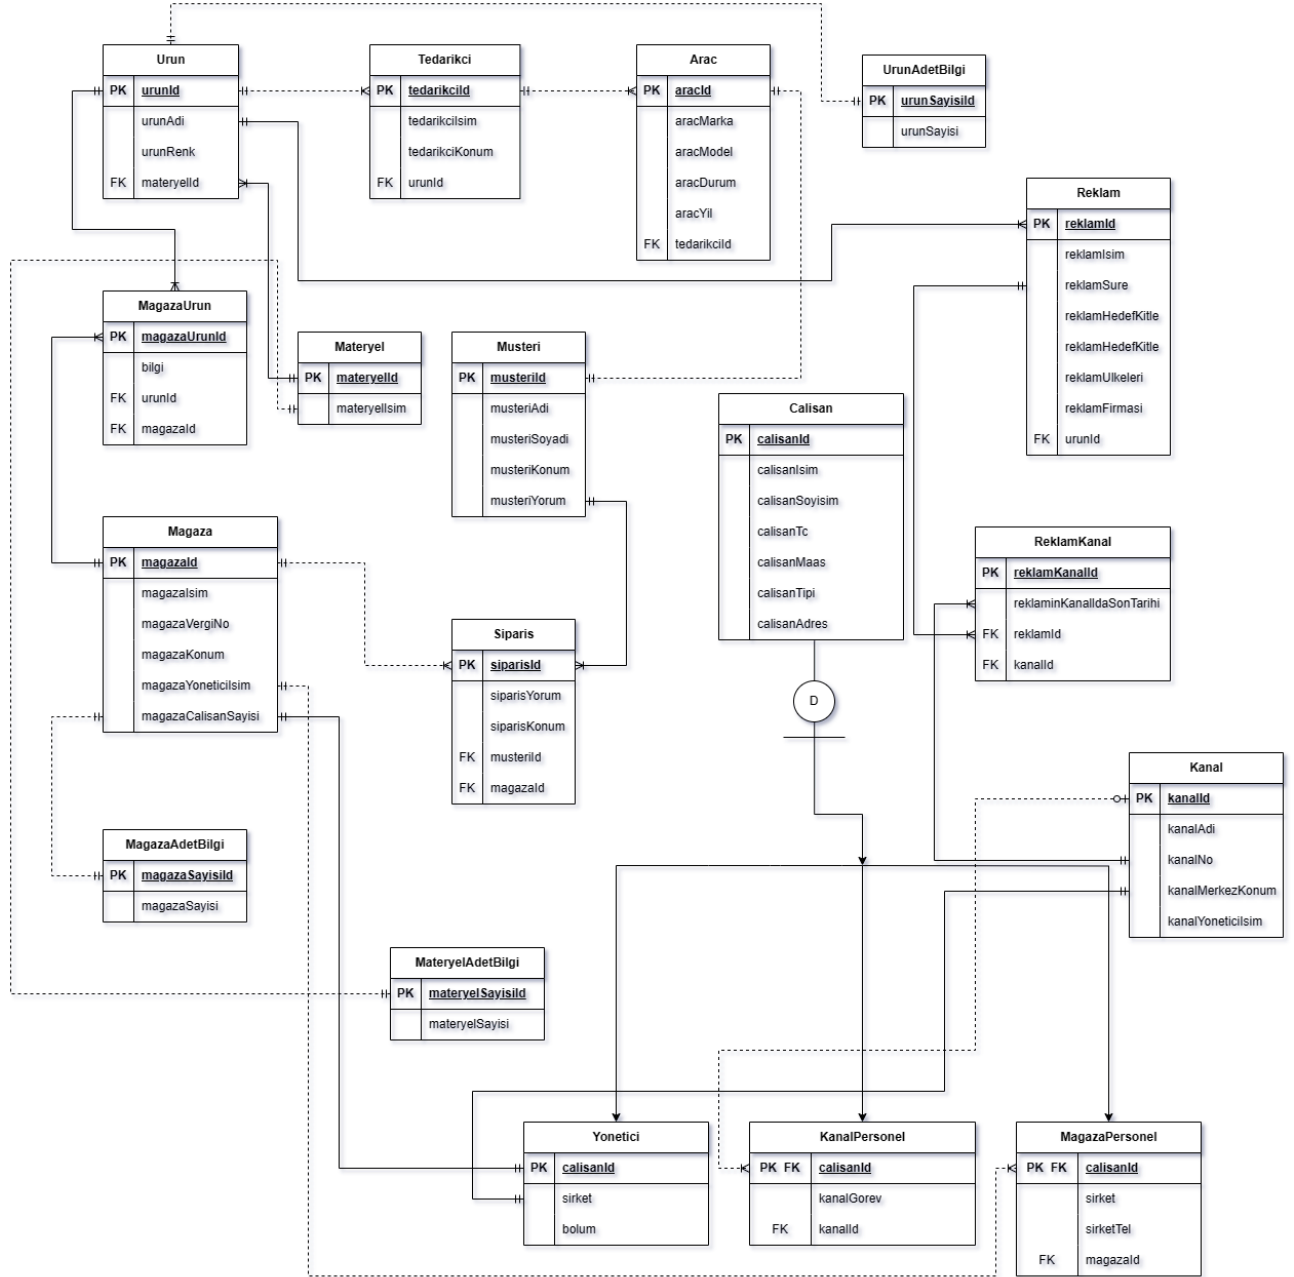 Urun
PK urunId
urunAdi
urunRenk
FK materyelId
Tedarikci
PK tedarikciId
tedarikciIsim
tedarikciKonum
FK urunId
Arac
PK aracId
aracMarka
aracModel
aracDurum
aracYil
FK tedarikciId
UrunAdetBilgi
PK urunSayisiId
urunSayisi
Reklam
PK reklamId
reklamIsim
reklamSure
reklamHedefKitle
reklamHedefKitle
reklamUlkeleri
reklamFirmasi
FK urunId
MagazaUrun
PK magazaUrunId
bilgi
FK urunId
FK magazaId
Materyel
PK materyelId
materyelIsim
Musteri
PK musteriId
musteriAdi
musteriSoyadi
musteriKonum
musteriYorum
Calisan
PK calisanId
calisanIsim
calisanSoyisim
calisanTc
calisanMaas
calisanTipi
calisanAdres
D
Magaza
PK magazaId
magazaIsim
magazaVergiNo
magazaKonum
magazaYoneticiIsim
magazaCalisanSayisi
Siparis
PK siparisId
siparisYorum
siparisKonum
FK musteriId
FK magazaId
ReklamKanal
PK reklamKanalId
reklaminKanalldaSonTarihi
FK reklamId
FK kanalId
Kanal
PK kanalId
kanalAdi
kanalNo
kanalMerkezKonum
kanalYoneticiIsim
MagazaAdetBilgi
PK magazaSayisiId
magazaSayisi
MateryelAdetBilgi
PK materyelSayisiId
materyelSayisi
Yonetici
PK calisanId
sirket
bolum
KanalPersonel
PK FK calisanId
kanalGorev
FK kanalId
MagazaPersonel
PK FK calisanId
sirket
sirketTel
FK magazaId